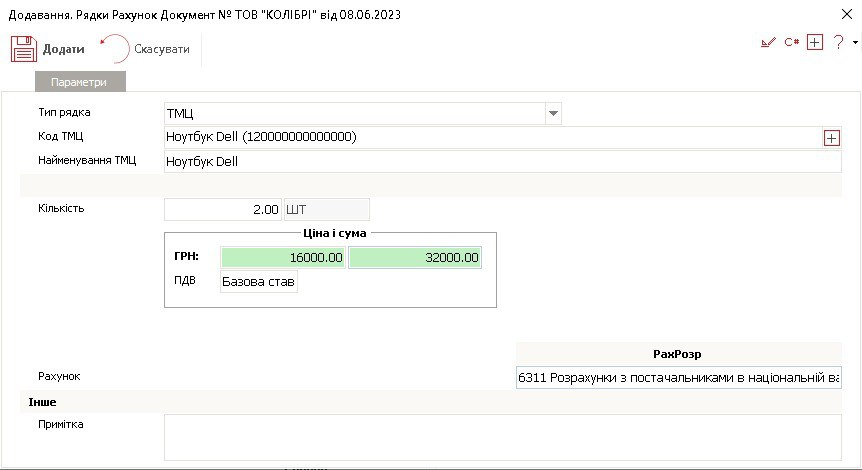 Додавання. Рядки Рахунок Документ № ТОВ "КОЛІБРІ" від 08.06.2023
Додати Скасувати C# ?
Параметри
Тип рядка ТМЦ
Код ТМЦ Ноутбук Dell (120000000000000)
Найменування ТМЦ Ноутбук Dell
Кількість 2.00 ШТ
Ціна і сума
ГРН: 16000.00 32000.00
ПДВ Базова став
РахРозр
Рахунок 6311 Розрахунки з постачальниками в національній ва
Інше
Примітка